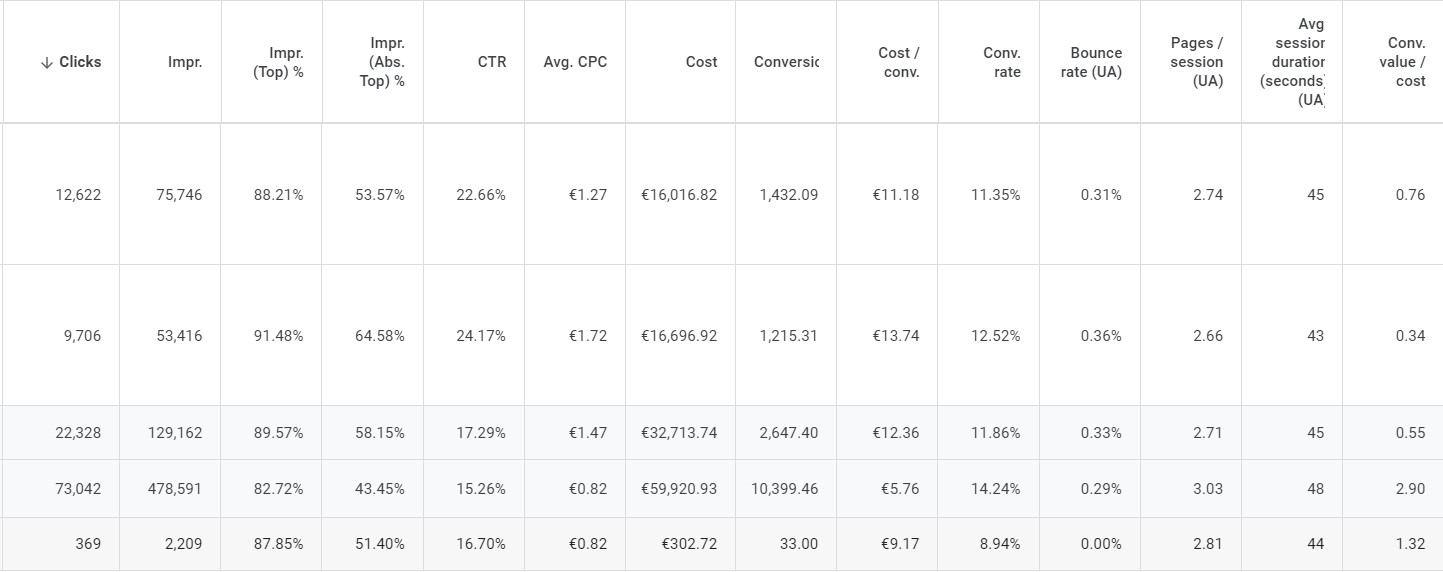 ↓ Clicks Impr. Impr. (Top) % Impr. (Abs. Top) % CTR Avg. CPC Cost Conversic Cost / conv. Conv. rate Bounce rate (UA) Pages / session (UA) Avg session duration (seconds) (UA) Conv. value / cost
12,622 75,746 88.21% 53.57% 22.66% €1.27 €16,016.82 1,432.09 €11.18 11.35% 0.31% 2.74 45 0.76
9,706 53,416 91.48% 64.58% 24.17% €1.72 €16,696.92 1,215.31 €13.74 12.52% 0.36% 2.66 43 0.34
22,328 129,162 89.57% 58.15% 17.29% €1.47 €32,713.74 2,647.40 €12.36 11.86% 0.33% 2.71 45 0.55
73,042 478,591 82.72% 43.45% 15.26% €0.82 €59,920.93 10,399.46 €5.76 14.24% 0.29% 3.03 48 2.90
369 2,209 87.85% 51.40% 16.70% €0.82 €302.72 33.00 €9.17 8.94% 0.00% 2.81 44 1.32